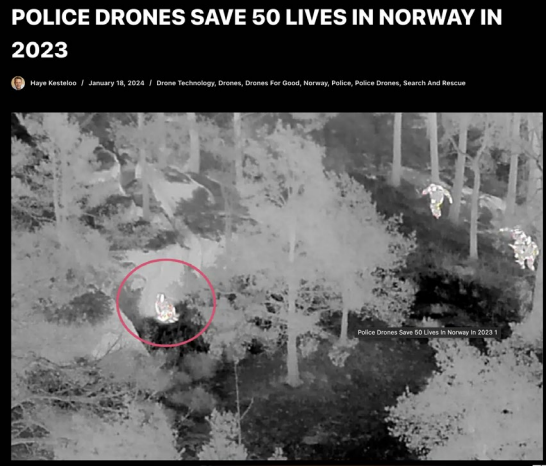 POLICE DRONES SAVE 50 LIVES IN NORWAY IN
2023
Haye Kesteloo / January 18, 2024 / Drone Technology, Drones, Drones For Good, Norway, Police, Police Drones, Search And Rescue
Police Drones Save 50 Lives In Norway In 2023 1